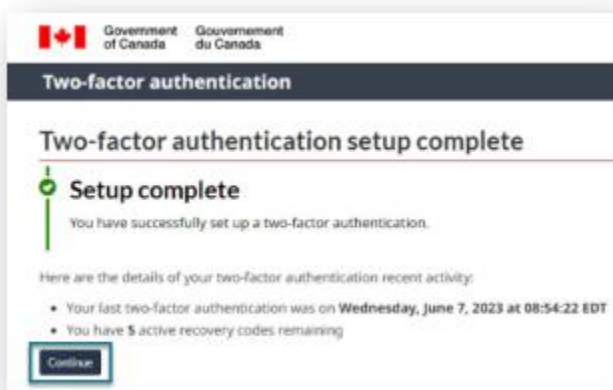 Government Gouvernement
of Canada du Canada
Two-factor authentication
Two-factor authentication setup complete
Setup complete
You have successfully set up a two-factor authentication.
Here are the details of your two-factor authentication recent activity:
• Your last two-factor authentication was on Wednesday, June 7, 2023 at 08:54:22 EDT
• You have 5 active recovery codes remaining
Continue